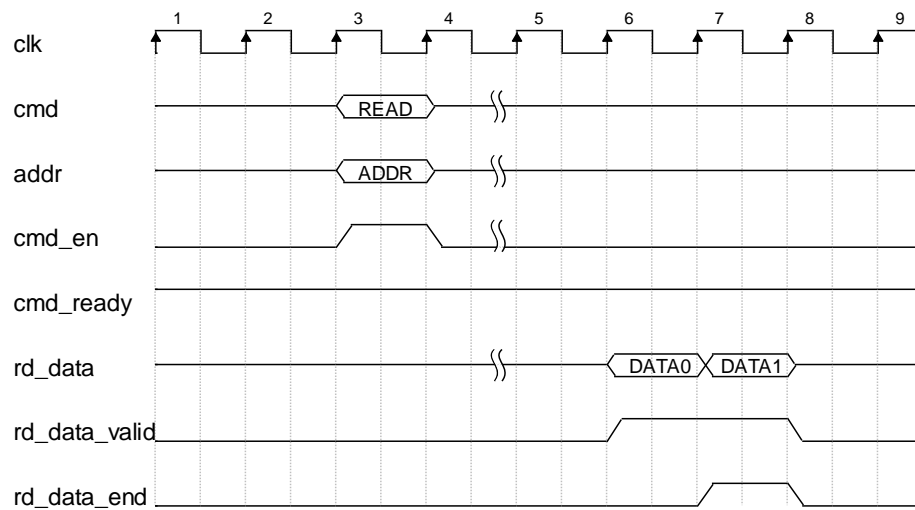 1 2 3 4 5 6 7 8 9
clk
cmd READ
addr ADDR
cmd_en
cmd_ready
rd_data DATA0 DATA1
rd_data_valid
rd_data_end